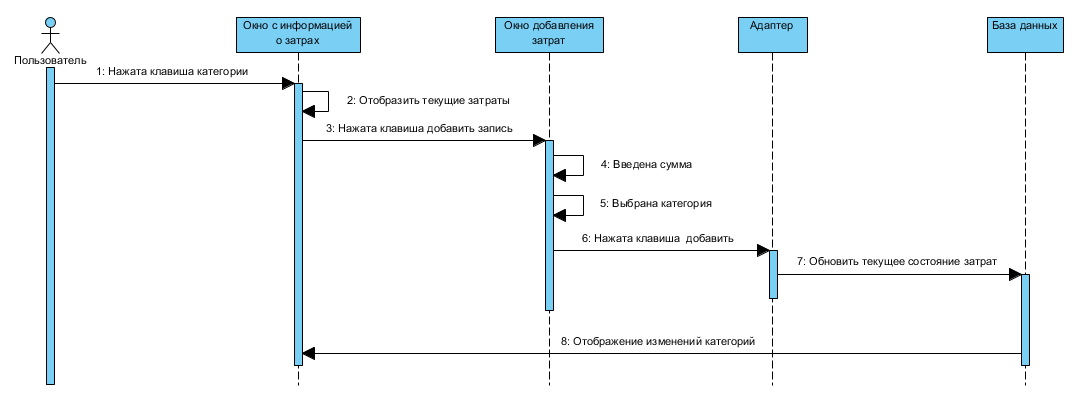 Окно с информацией
о затрах
Окно добавления
затрат
Адаптер
База данных
Пользователь
1: Нажата клавиша категории
2: Отобразить текущие затраты
3: Нажата клавиша добавить запись
4: Введена сумма
5: Выбрана категория
6: Нажата клавиша  добавить
7: Обновить текущее состояние затрат
8: Отображение изменений категорий